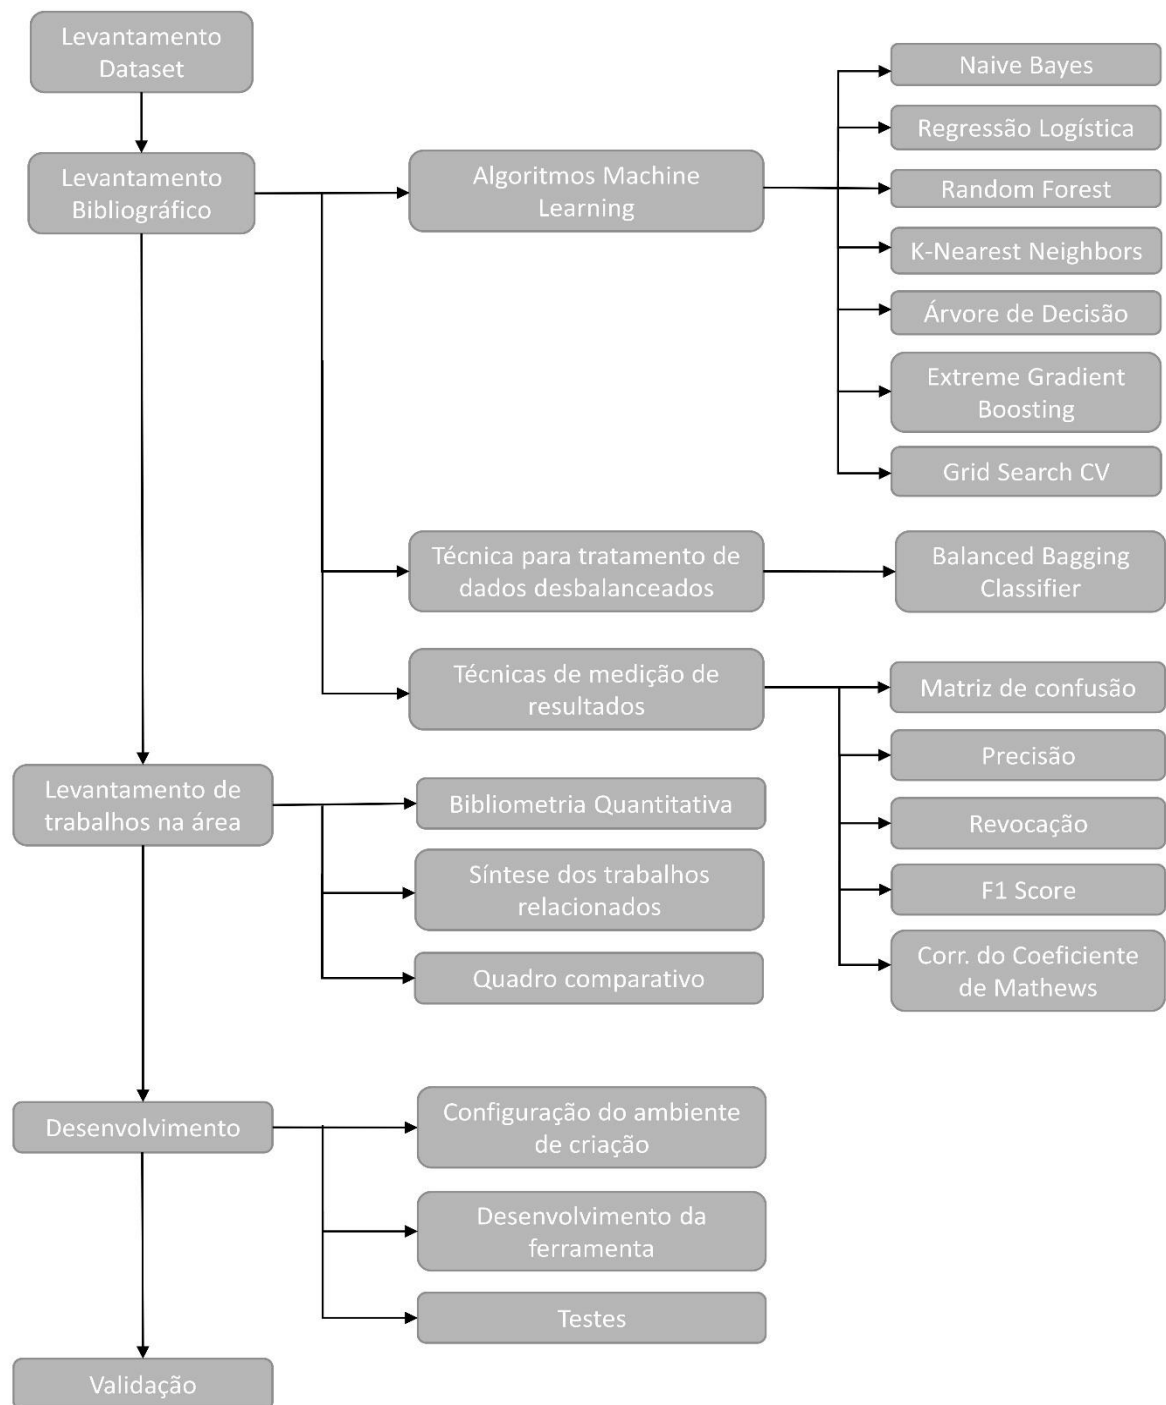 Levantamento
Dataset
Levantamento
Bibliográfico
Algoritmos Machine
Learning
Naive Bayes
Regressão Logística
Random Forest
K-Nearest Neighbors
Árvore de Decisão
Extreme Gradient
Boosting
Grid Search CV
Técnica para tratamento de
dados desbalanceados
Balanced Bagging
Classifier
Técnicas de medição de
resultados
Matriz de confusão
Precisão
Revocação
F1 Score
Corr. do Coeficiente
de Mathews
Levantamento de
trabalhos na área
Bibliometria Quantitativa
Síntese dos trabalhos
relacionados
Quadro comparativo
Desenvolvimento
Configuração do ambiente
de criação
Desenvolvimento da
ferramenta
Testes
Validação